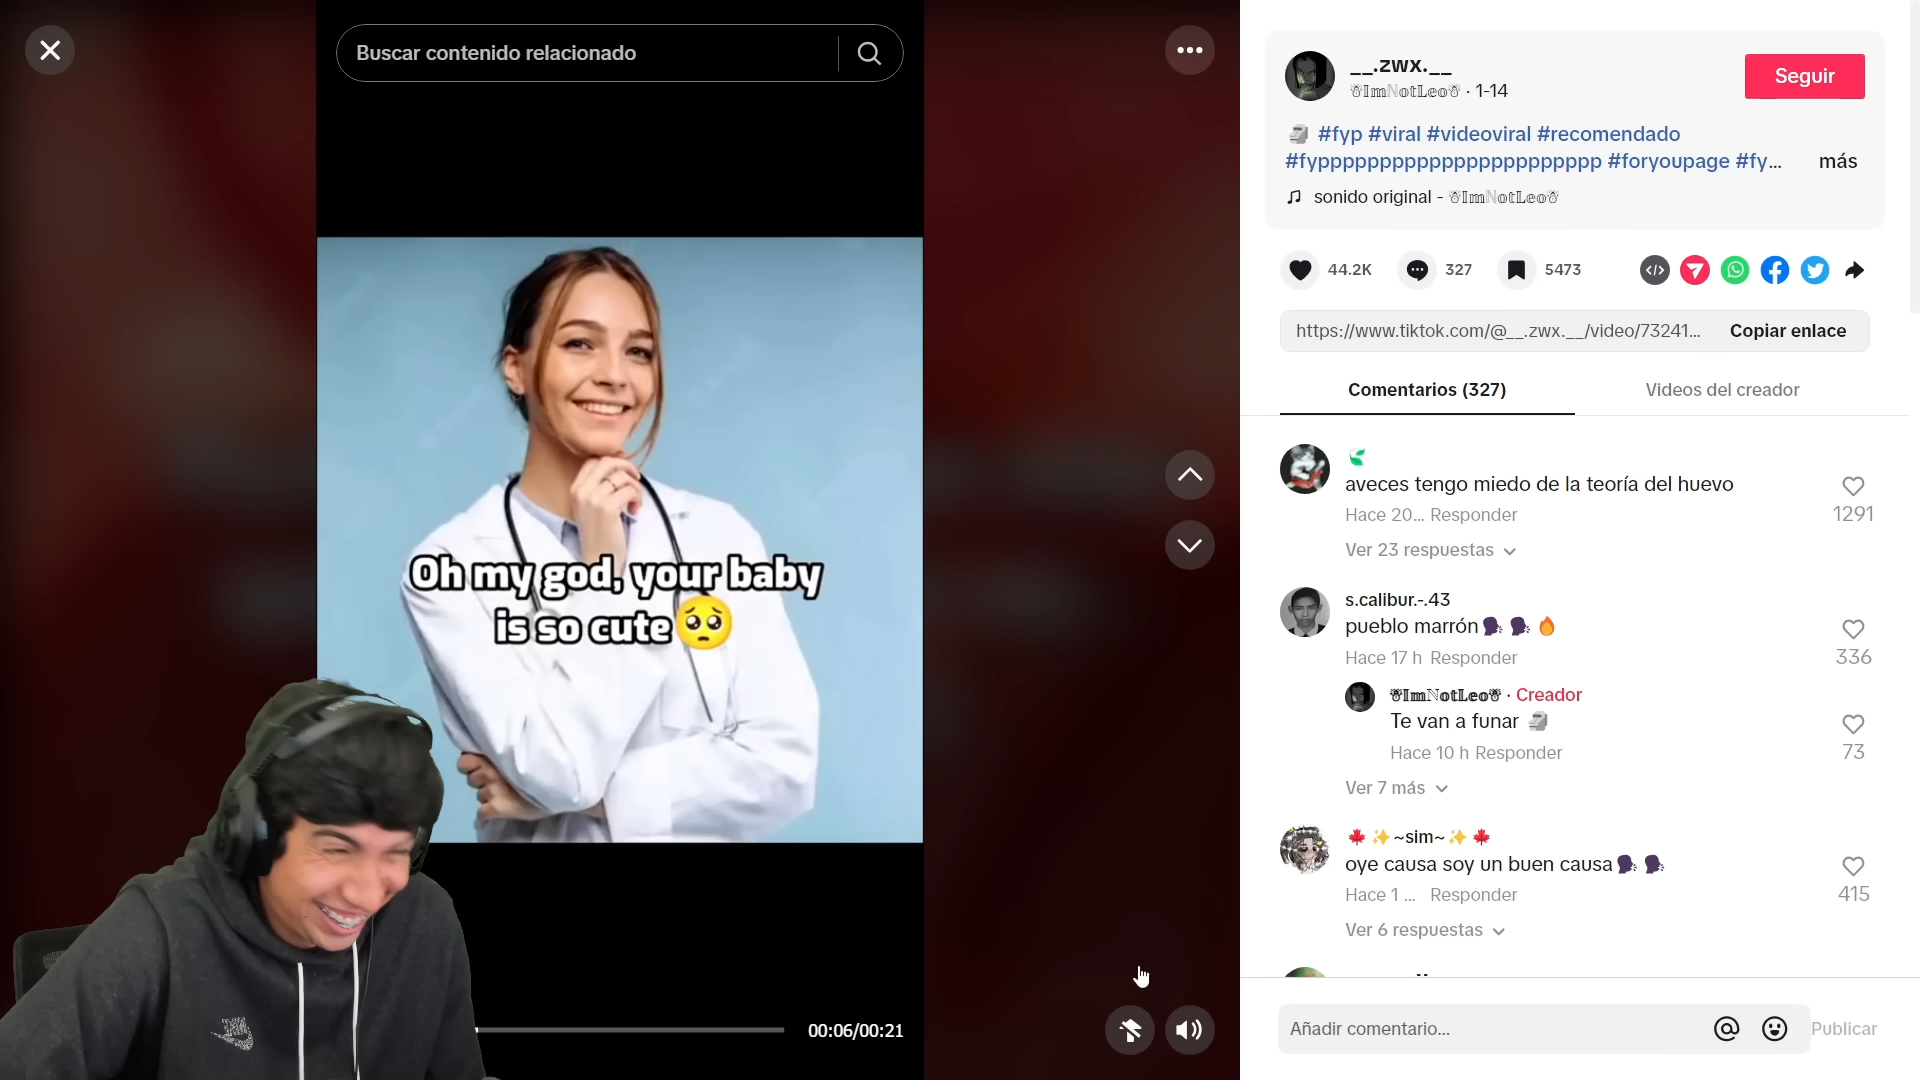 Buscar contenido relacionado
Oh my god, your baby
is so cute🥺
00:06/00:21
__.zwx.__
☃ImNotLeo☃ · 1-14
Seguir
🗿 #fyp #viral #videoviral #recomendado
#foryoupage #fy... más
♫ sonido original - ☃ImNotLeo☃
44.2K
327
5473
https://www.tiktok.com/@__.zwx.__/video/73241...
Copiar enlace
Comentarios (327)
Videos del creador
aveces tengo miedo de la teoría del huevo
1291
Hace 20... Responder
Ver 23 respuestas
s.calibur.-.43
pueblo marrón🗣🗣🔥
336
Hace 17 h Responder
☃ImNotLeo☃ · Creador
Te van a funar 🗿
73
Hace 10 h Responder
Ver 7 más
🍁✨~sim~✨🍁
oye causa soy un buen causa🗣🗣
415
Hace 1 ... Responder
Ver 6 respuestas
Añadir comentario...
Publicar